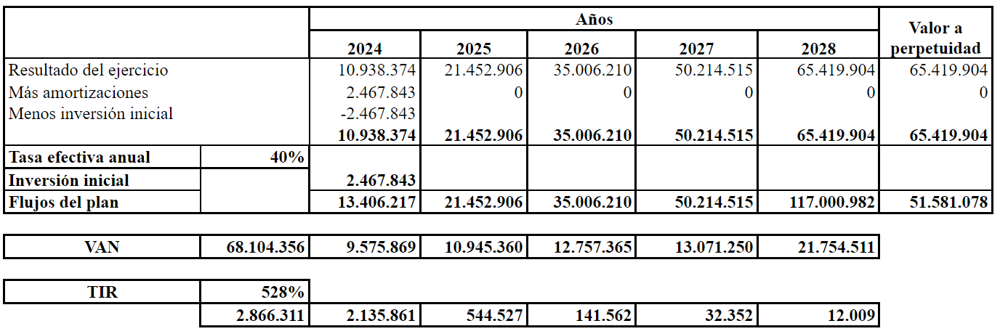 Años
Valor a perpetuidad
2024 2025 2026 2027 2028
Resultado del ejercicio 10.938.374 21.452.906 35.006.210 50.214.515 65.419.904 65.419.904
Más amortizaciones 2.467.843 0 0 0 0 0
Menos inversión inicial -2.467.843
10.938.374 21.452.906 35.006.210 50.214.515 65.419.904 65.419.904
Tasa efectiva anual 40%
Inversión inicial 2.467.843
Flujos del plan 13.406.217 21.452.906 35.006.210 50.214.515 117.000.982 51.581.078
VAN 68.104.356 9.575.869 10.945.360 12.757.365 13.071.250 21.754.511
TIR 528%
2.866.311 2.135.861 544.527 141.562 32.352 12.009